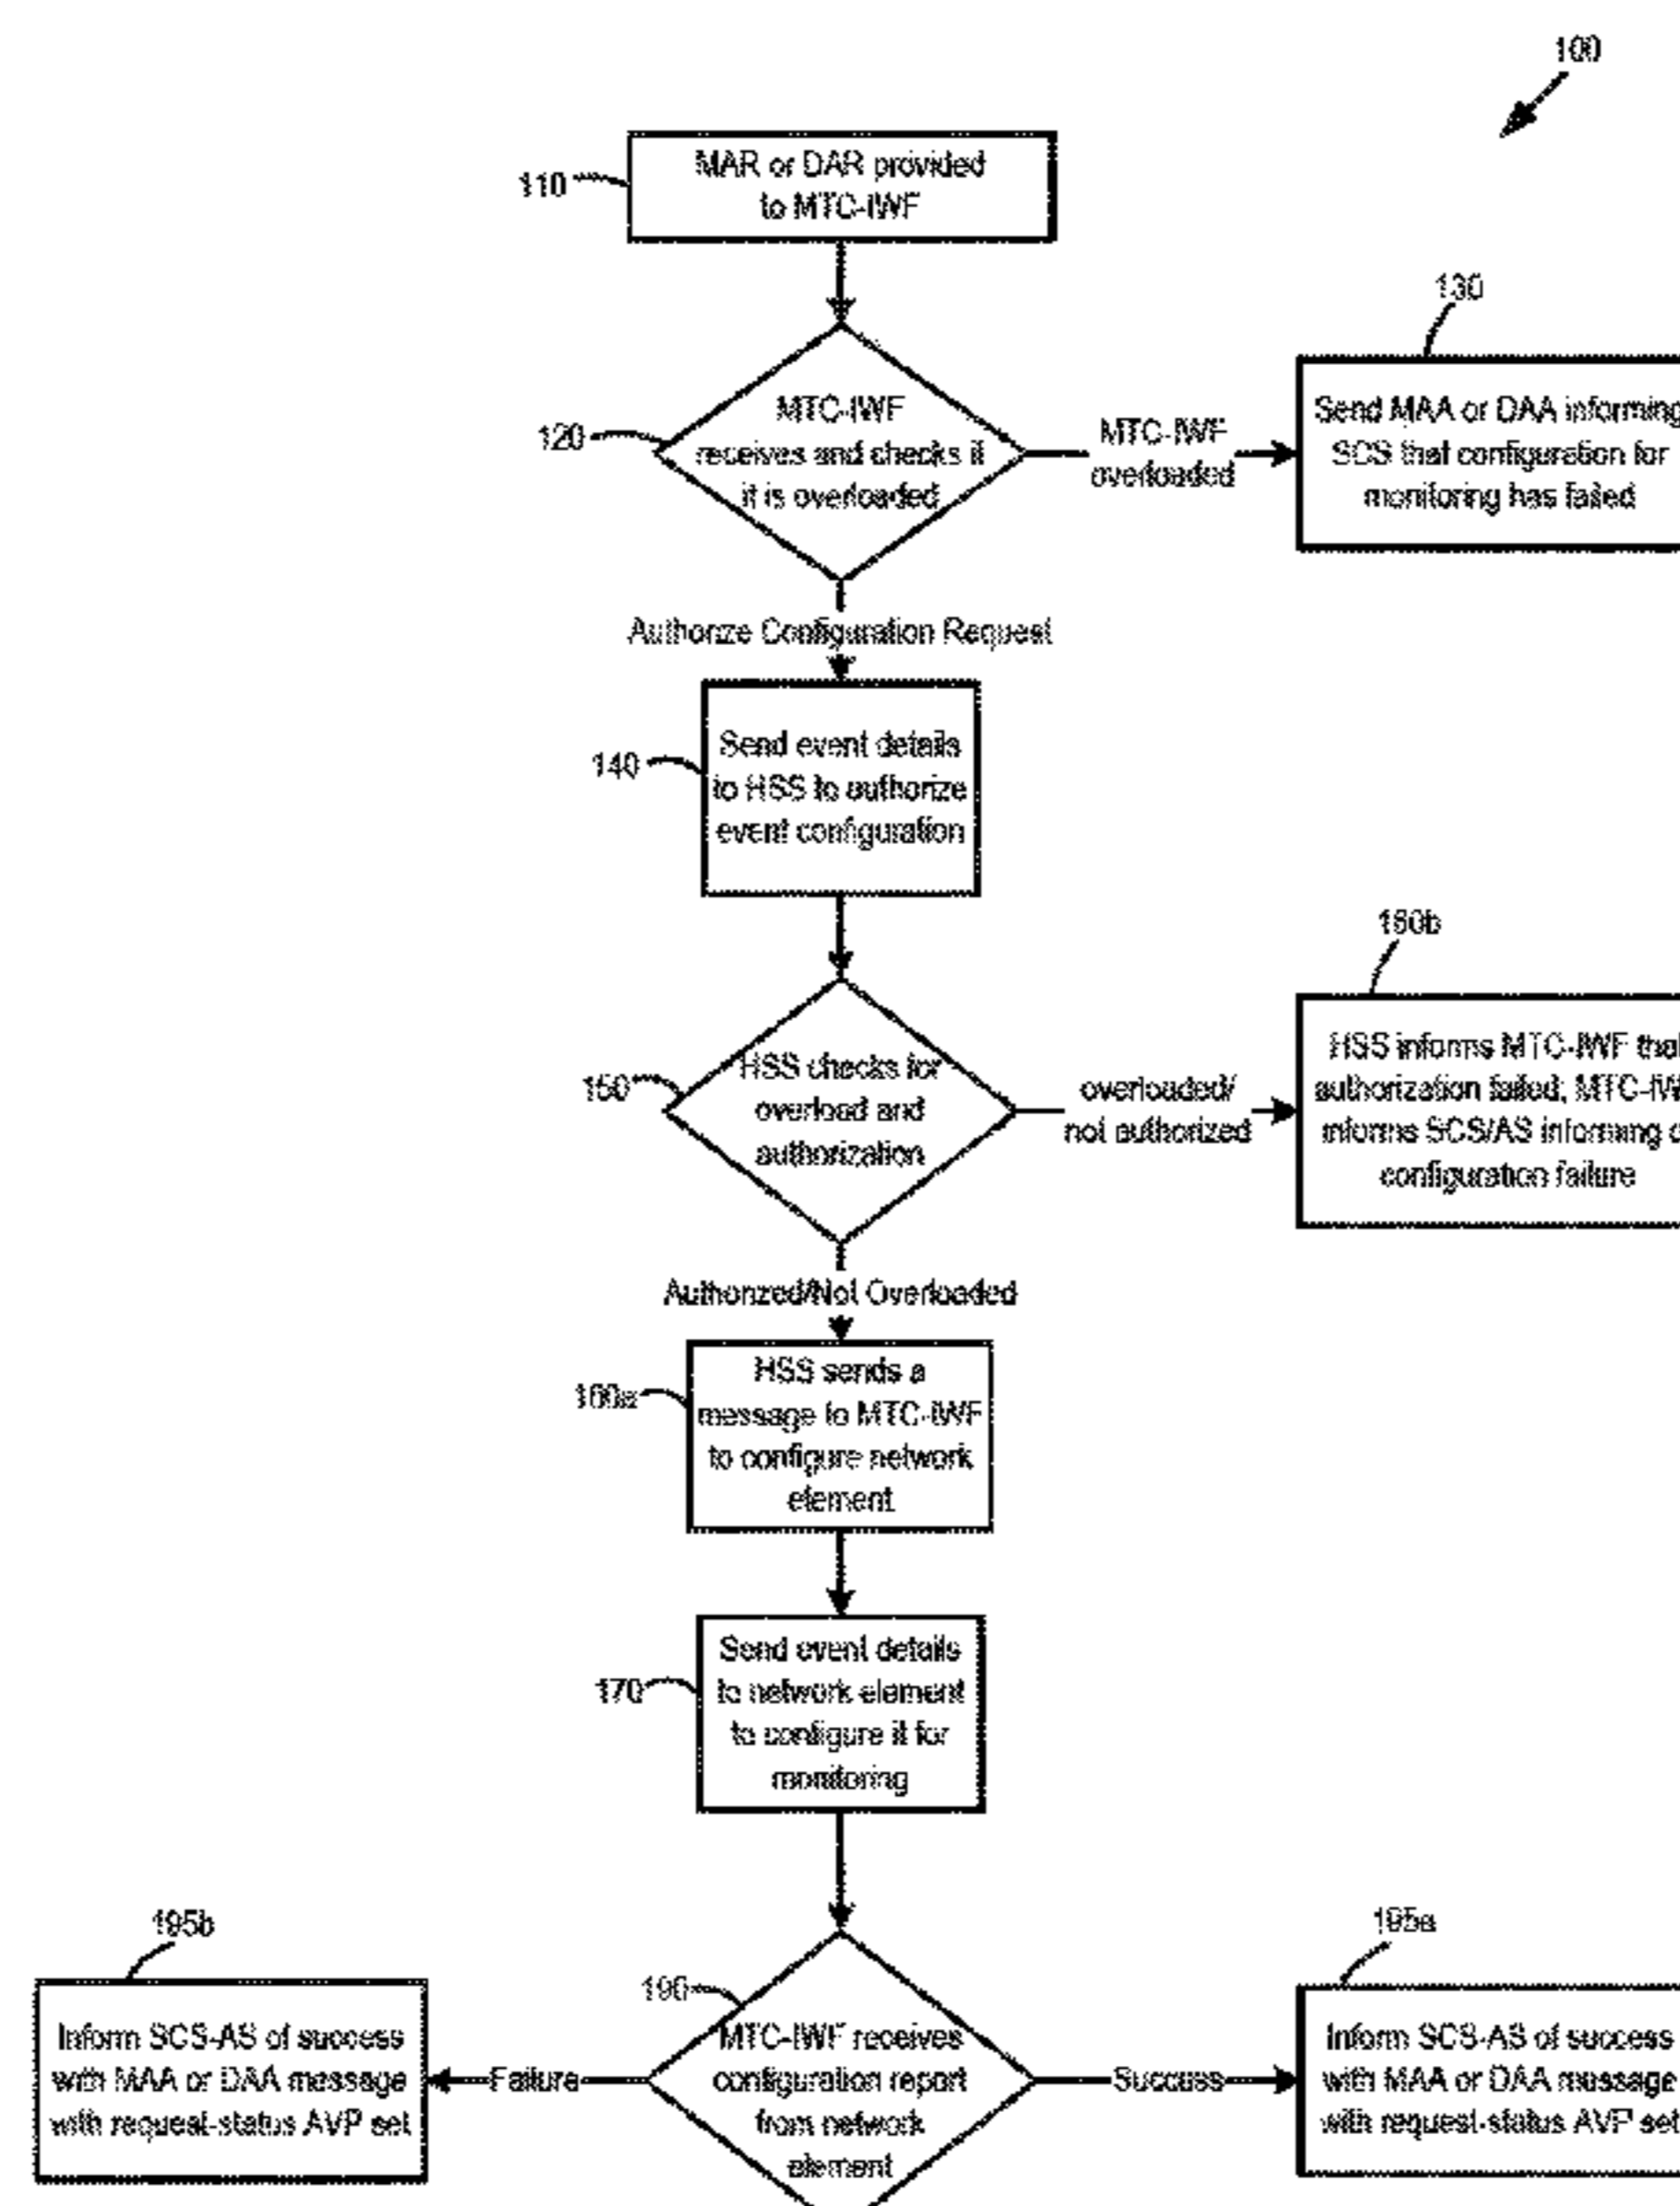 100
110
MAR or DAR provided
to MTC-IWF
130
120
MTC-IWF
receives and checks if
it is overloaded
MTC-IWF
overloaded
Send MAA or DAA informing
SCS that configuration for
monitoring has failed
Authorize Configuration Request
140
Send event details
to HSS to authorize
event configuration
160b
150
HSS checks for
overload and
authorization
overloaded/
not authorized
HSS informs MTC-IWF that
authorization failed; MTC-IW
informs SCS/AS informing
configuration failure
Authorized/Not Overloaded
160a
HSS sends a
message to MTC-IWF
to configure network
element
170
Send event details
to network element
to configure it for
monitoring
195b
195a
190
Inform SCS-AS of success
with MAA or DAA message
with request-status AVP set
Failure
MTC-IWF receives
configuration report
from network
element
Success
Inform SCS-AS of success
with MAA or DAA message
with request-status AVP set